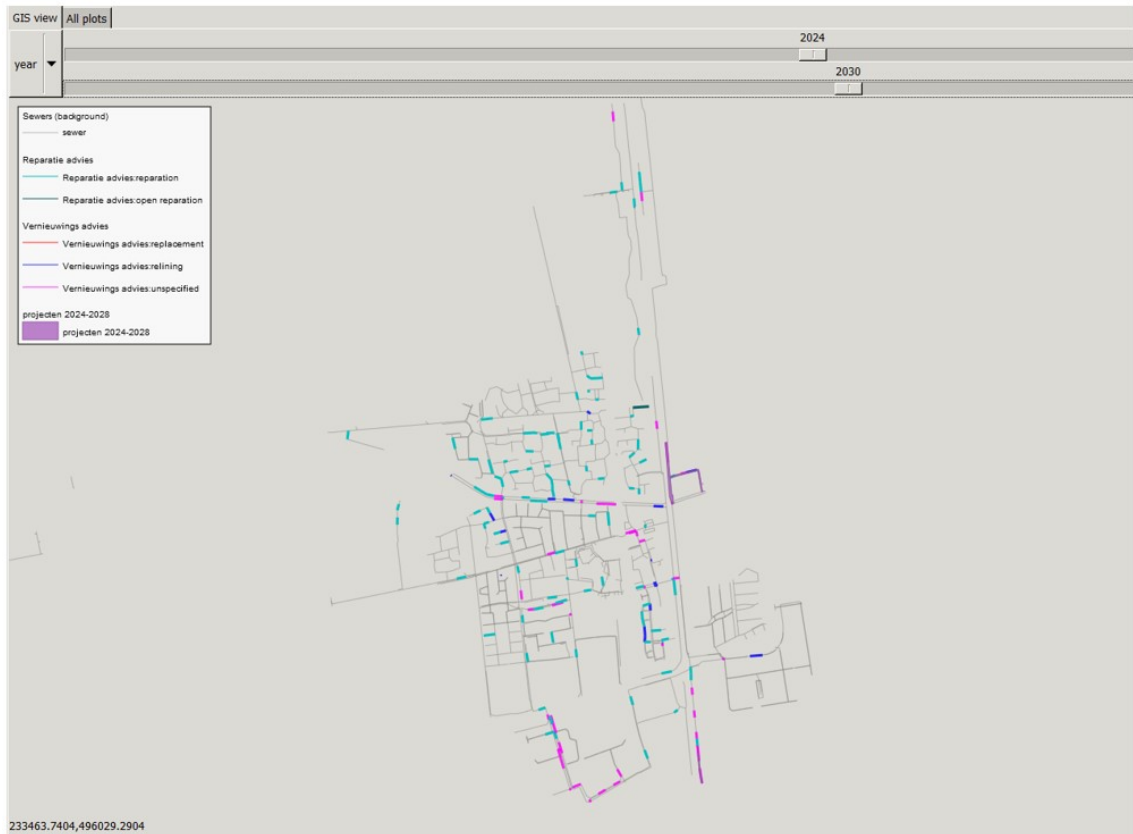 GIS view All plots
2024
year
2030
Sewers (background)
sewer
Reparatie advies
Reparatie advies:reparation
Reparatie advies:open reparation
Vernieuwings advies
Vernieuwings advies:replacement
Vernieuwings advies:relining
Vernieuwings advies:unspecified
projecten 2024-2028
projecten 2024-2028
233463.7404,496029.2904